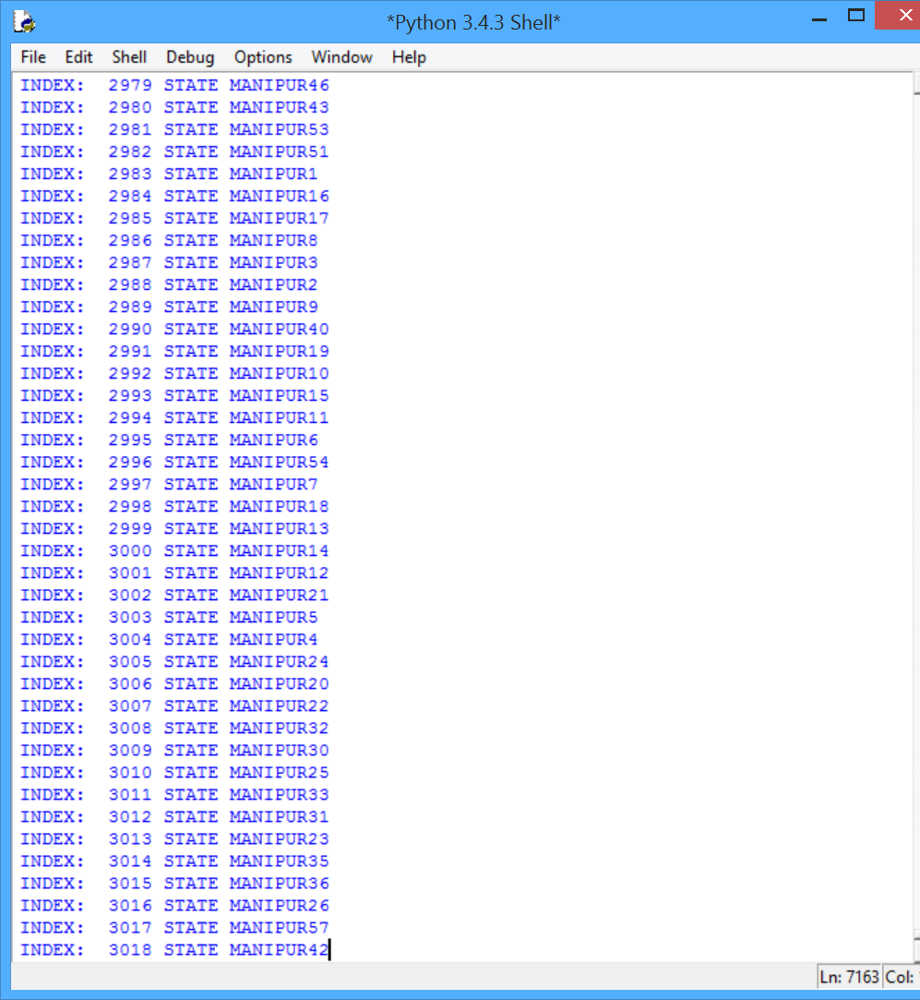 *Python 3.4.3 Shell*
File Edit Shell Debug Options Window Help
INDEX:  2979 STATE MANIPUR46
INDEX:  2980 STATE MANIPUR43
INDEX:  2981 STATE MANIPUR53
INDEX:  2982 STATE MANIPUR51
INDEX:  2983 STATE MANIPUR1
INDEX:  2984 STATE MANIPUR16
INDEX:  2985 STATE MANIPUR17
INDEX:  2986 STATE MANIPUR8
INDEX:  2987 STATE MANIPUR3
INDEX:  2988 STATE MANIPUR2
INDEX:  2989 STATE MANIPUR9
INDEX:  2990 STATE MANIPUR40
INDEX:  2991 STATE MANIPUR19
INDEX:  2992 STATE MANIPUR10
INDEX:  2993 STATE MANIPUR15
INDEX:  2994 STATE MANIPUR11
INDEX:  2995 STATE MANIPUR6
INDEX:  2996 STATE MANIPUR54
INDEX:  2997 STATE MANIPUR7
INDEX:  2998 STATE MANIPUR18
INDEX:  2999 STATE MANIPUR13
INDEX:  3000 STATE MANIPUR14
INDEX:  3001 STATE MANIPUR12
INDEX:  3002 STATE MANIPUR21
INDEX:  3003 STATE MANIPUR5
INDEX:  3004 STATE MANIPUR4
INDEX:  3005 STATE MANIPUR24
INDEX:  3006 STATE MANIPUR20
INDEX:  3007 STATE MANIPUR22
INDEX:  3008 STATE MANIPUR32
INDEX:  3009 STATE MANIPUR30
INDEX:  3010 STATE MANIPUR25
INDEX:  3011 STATE MANIPUR33
INDEX:  3012 STATE MANIPUR31
INDEX:  3013 STATE MANIPUR23
INDEX:  3014 STATE MANIPUR35
INDEX:  3015 STATE MANIPUR36
INDEX:  3016 STATE MANIPUR26
INDEX:  3017 STATE MANIPUR57
INDEX:  3018 STATE MANIPUR42
Ln: 7163 Col: